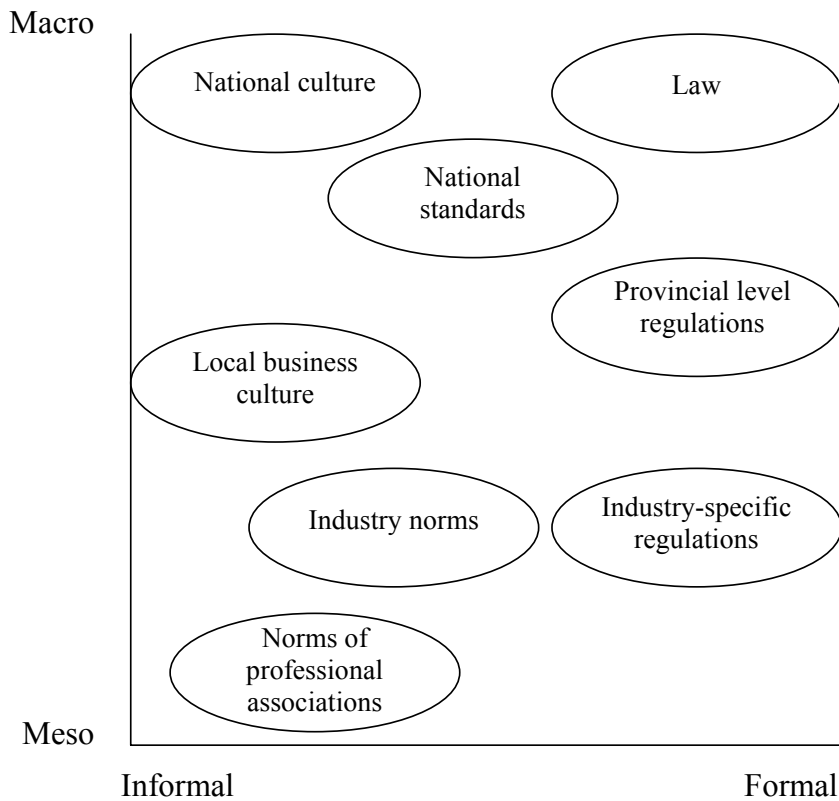 Macro
National culture
Law
National
standards
Provincial level
regulations
Local business
culture
Industry norms
Industry-specific
regulations
Norms of
professional
associations
Meso
Informal
Formal